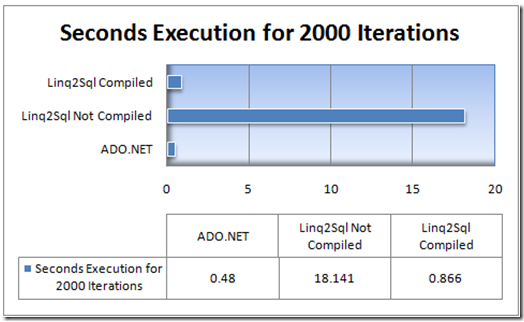 Seconds Execution for 2000 Iterations
Linq2Sql Compiled
Linq2Sql Not Compiled
ADO.NET
0 5 10 15 20
ADO.NET Linq2Sql Not Linq2Sql
Compiled Compiled
Seconds Execution for
2000 Iterations
0.48 18.141 0.866